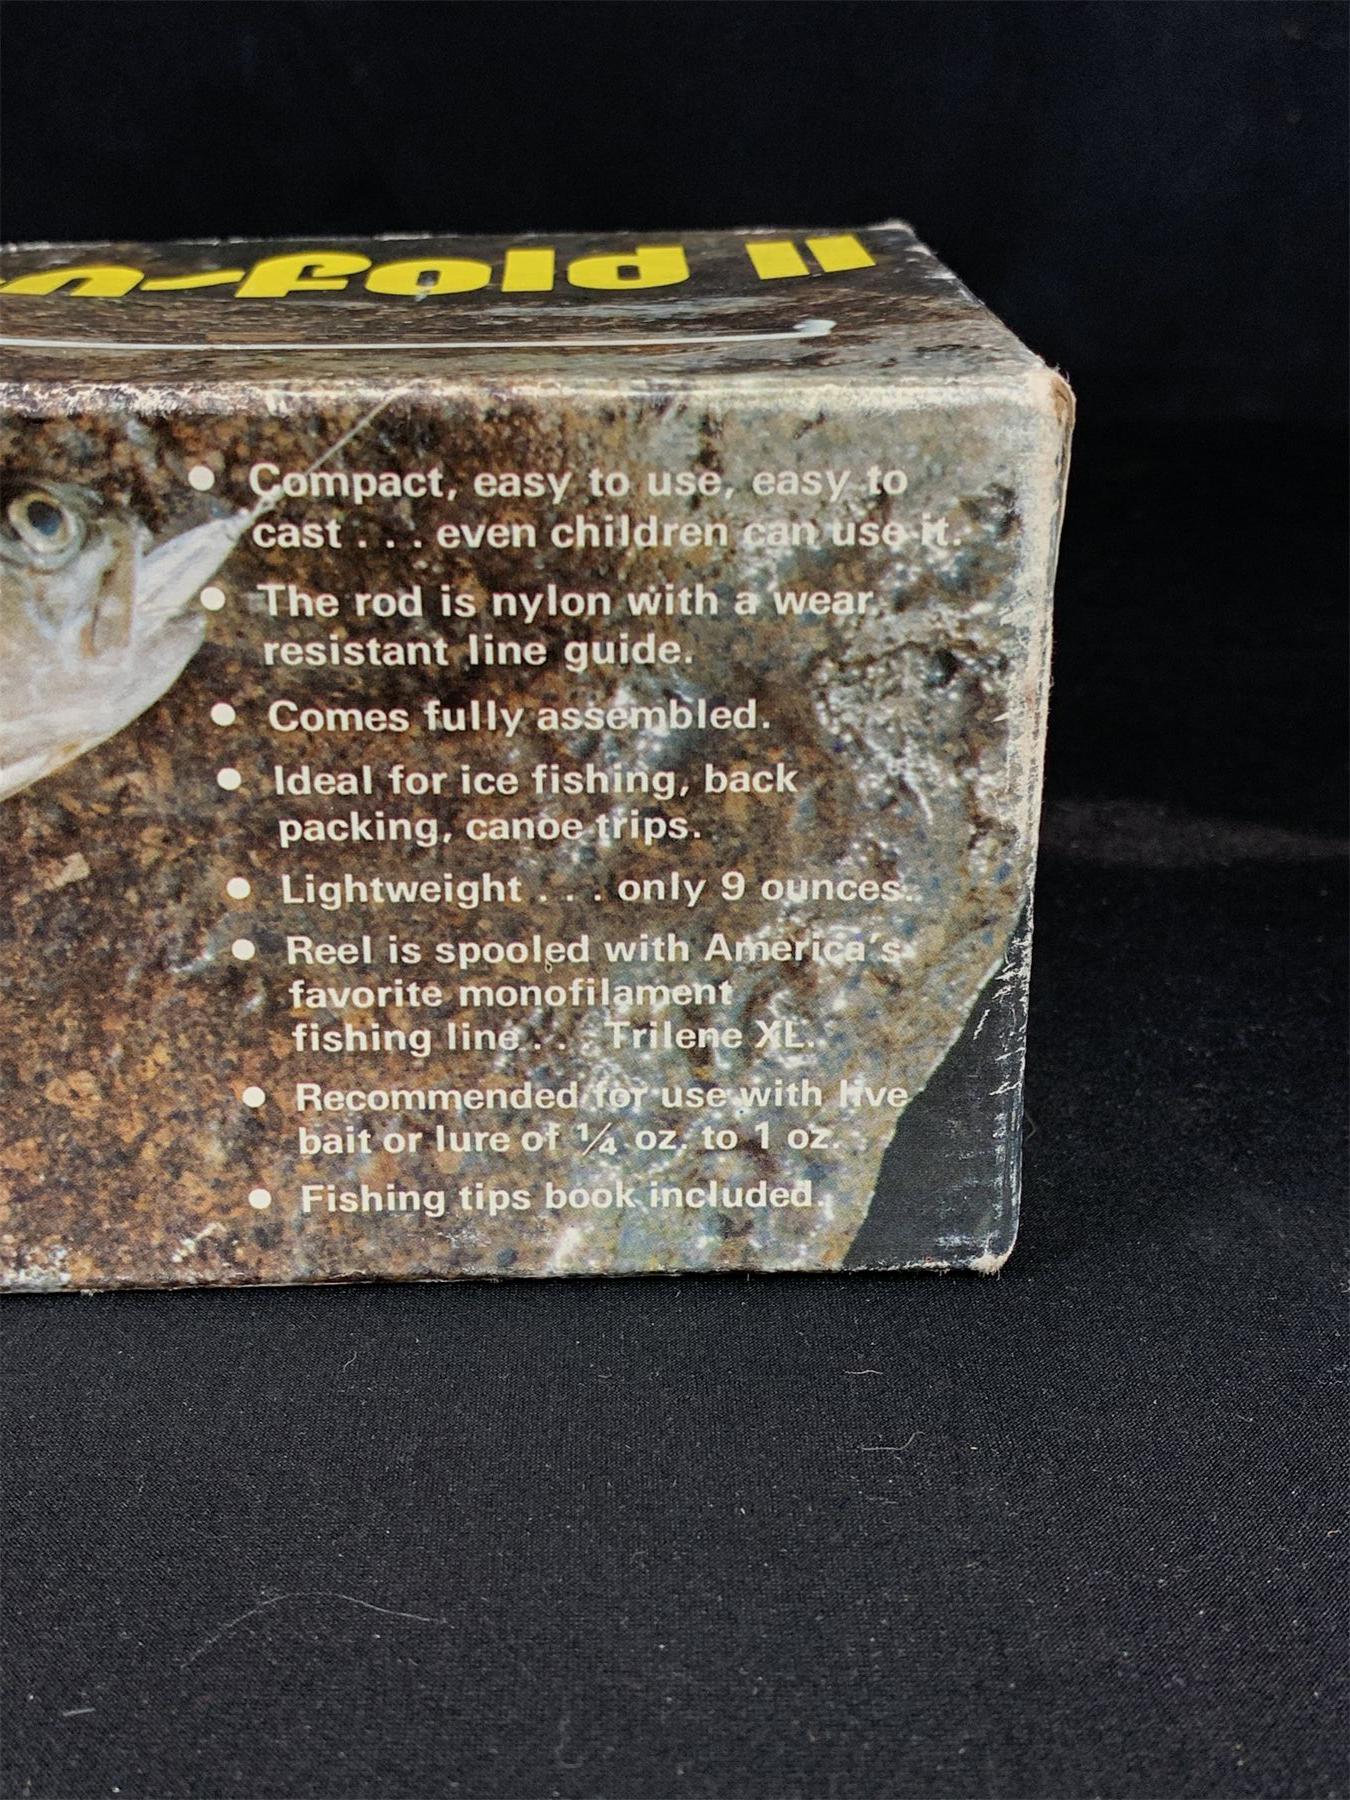 fold II
• Compact, easy to use, easy to
cast . . . even children can use it.
• The rod is nylon with a wear
resistant line guide.
• Comes fully assembled.
• Ideal for ice fishing, back
packing, canoe trips.
• Lightweight . . . only 9 ounces.
• Reel is spooled with America's
favorite monofilament
fishing line . . . Trilene XL.
• Recommended for use with live
bait or lure of ¼ oz. to 1 oz.
• Fishing tips book included.